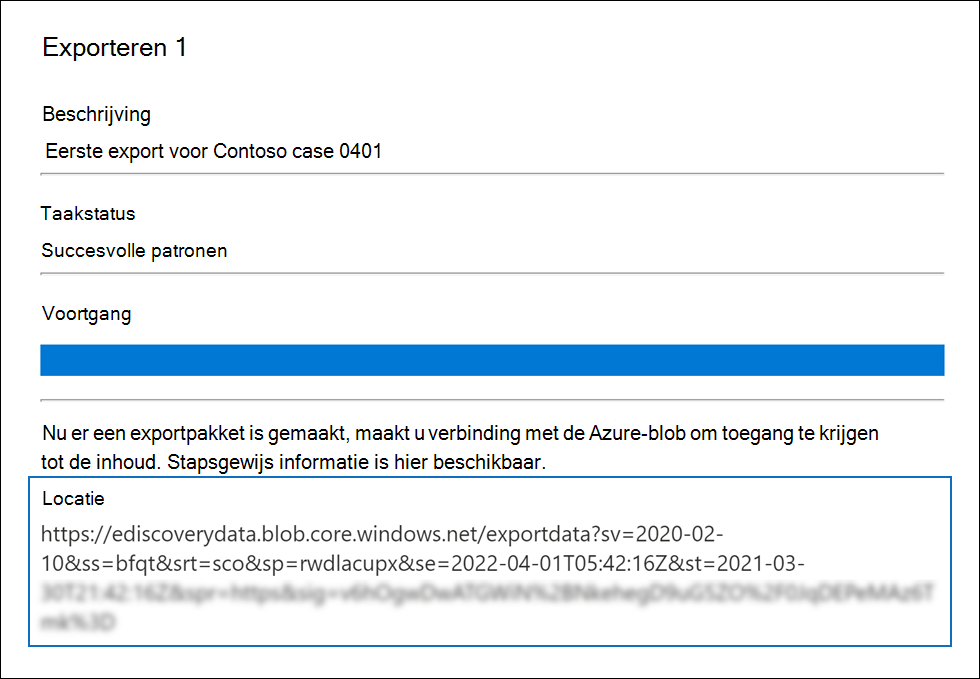 Exporteren 1
Beschrijving
Eerste export voor Contoso case 0401
Taakstatus
Succesvolle patronen
Voortgang
Nu er een exportpakket is gemaakt, maakt u verbinding met de Azure-blob om toegang te krijgen
tot de inhoud. Stapsgewijs informatie is hier beschikbaar.
Locatie
https://ediscoverydata.blob.core.windows.net/exportdata?sv=2020-02-
10&ss=bfqt&srt=sco&sp=rwdlacupx&se=2022-04-01T05:42:16Z&st=2021-03-